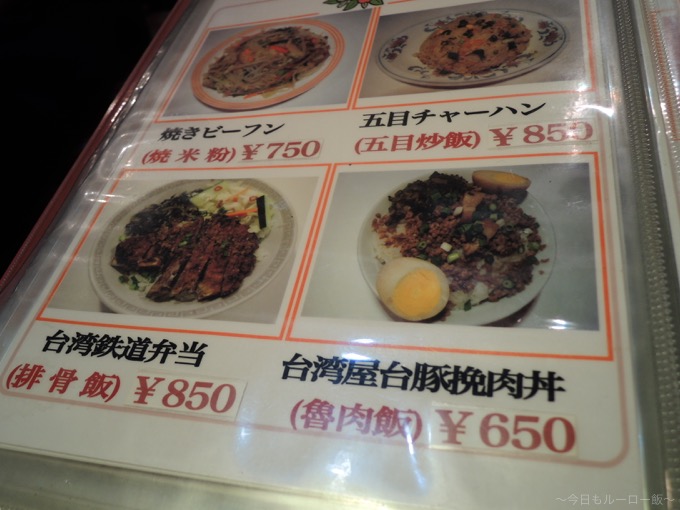 焼きビーフン
(焼米粉) ¥750
五目チャーハン
(五目炒飯) ¥850
台湾鉄道弁当
(排骨飯) ¥850
台湾屋台豚挽肉丼
(魯肉飯) ¥650
～今日もルーロー飯～